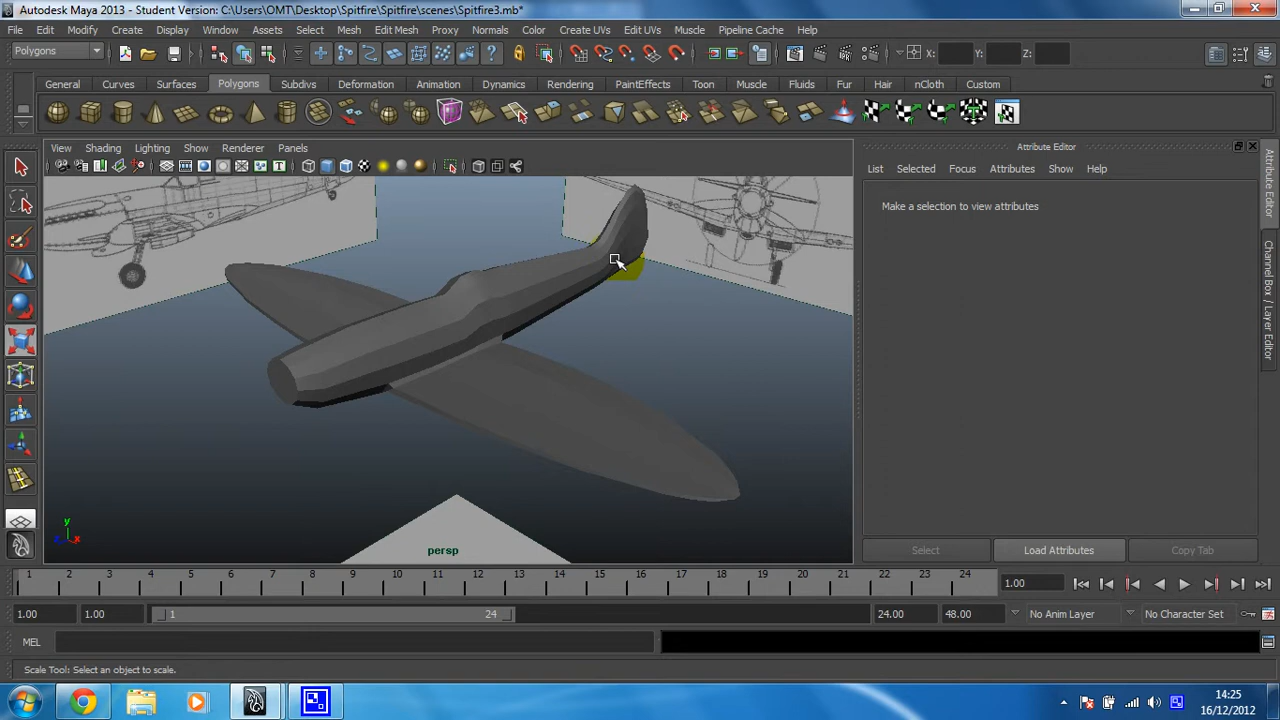 Autodesk Maya 2013 - Student Version: C:\Users\OMT\Desktop\Spitfire\Spitfire\scenes\Spitfire3.mb*
File Edit Modify Create Display Window Assets Select Mesh Edit Mesh Proxy Normals Color Create UVs Edit UVs Muscle Pipeline Cache Help
Polygons X: Y: Z:
General Curves Surfaces Polygons Subdivs Deformation Animation Dynamics Rendering PaintEffects Toon Muscle Fluids Fur Hair nCloth Custom
View Shading Lighting Show Renderer Panels
Attribute Editor
List Selected Focus Attributes Show Help
Make a selection to view attributes
Attribute Editor
Channel Box / Layer Editor
y
x
persp
Select Load Attributes Copy Tab
1 2 3 4 5 6 7 8 9 10 11 12 13 14 15 16 17 18 19 20 21 22 23 24 1.00
1.00 1.00 1 24 24.00 48.00 No Anim Layer No Character Set
MEL
Scale Tool: Select an object to scale.
14:25
16/12/2012